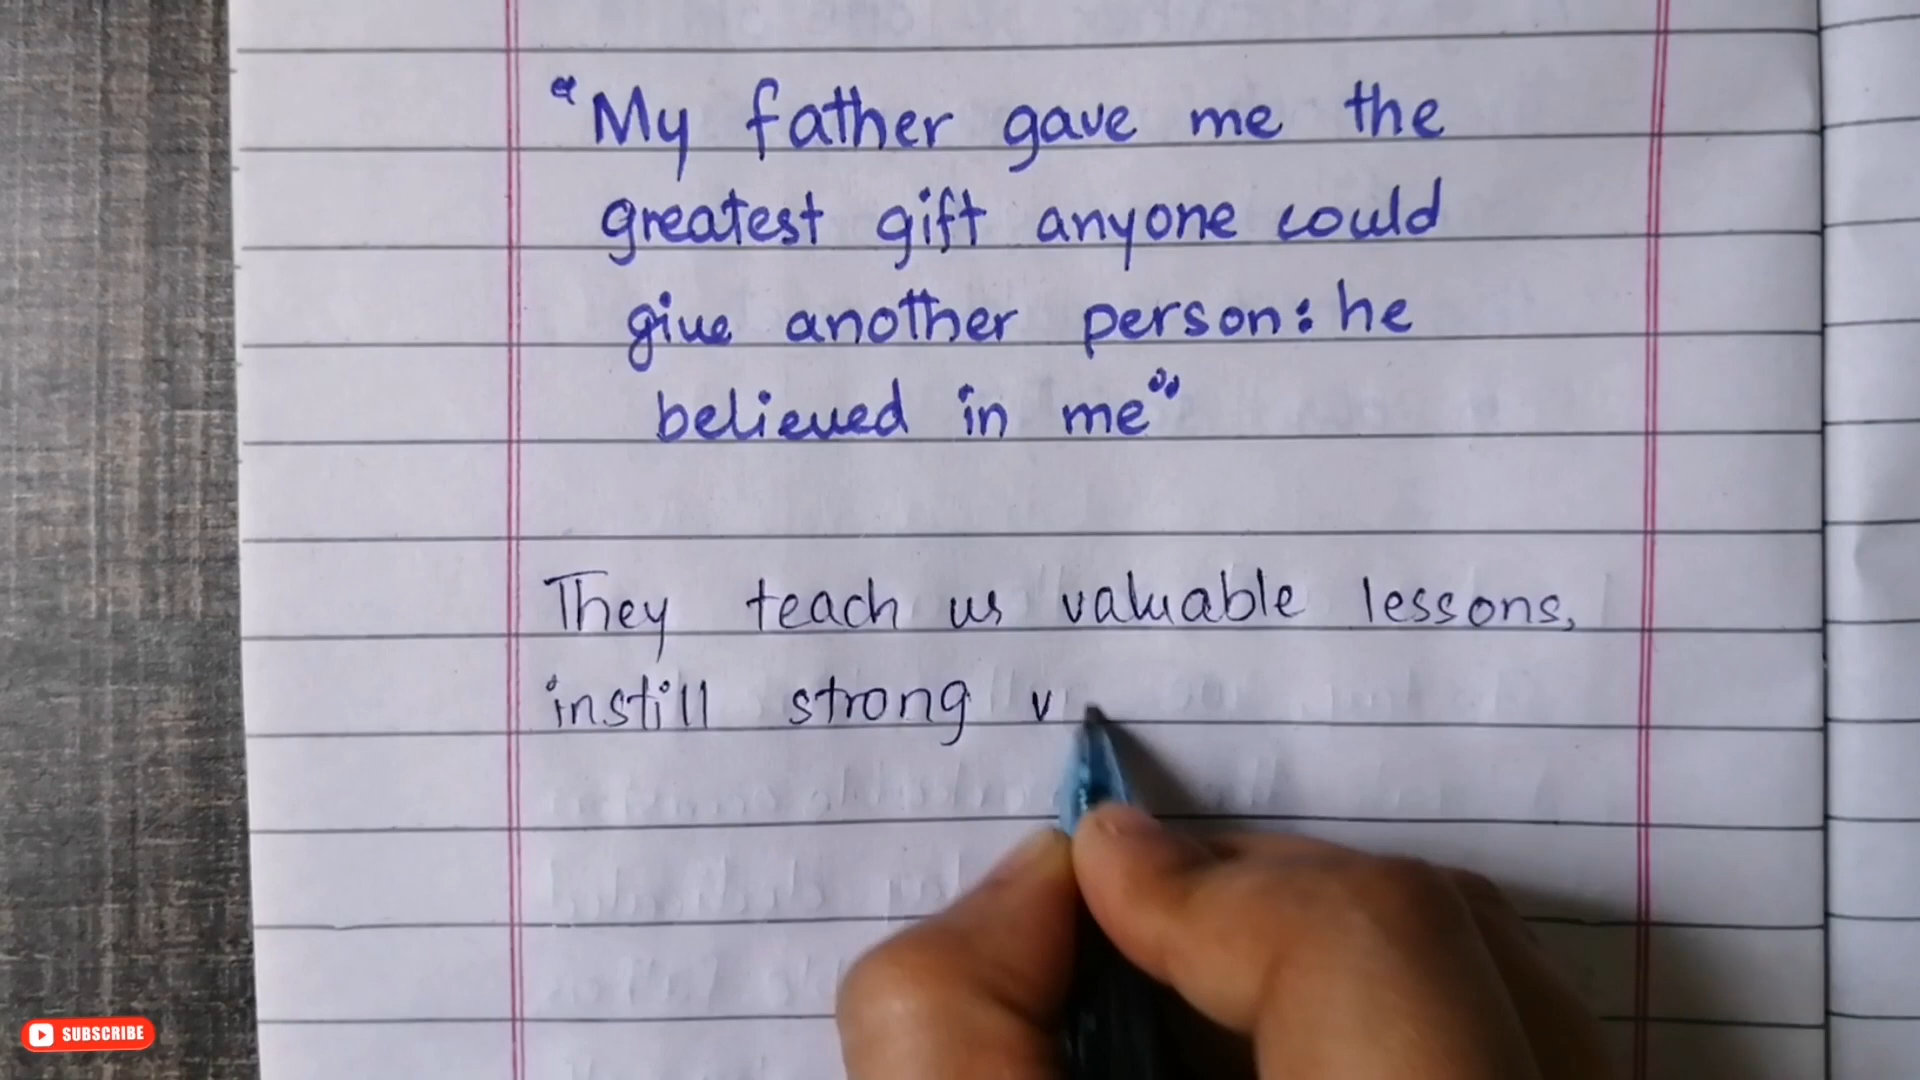 "My father gave me the
greatest gift anyone could
give another person: he
believed in me"
They teach us valuable lessons,
instill strong v
SUBSCRIBE